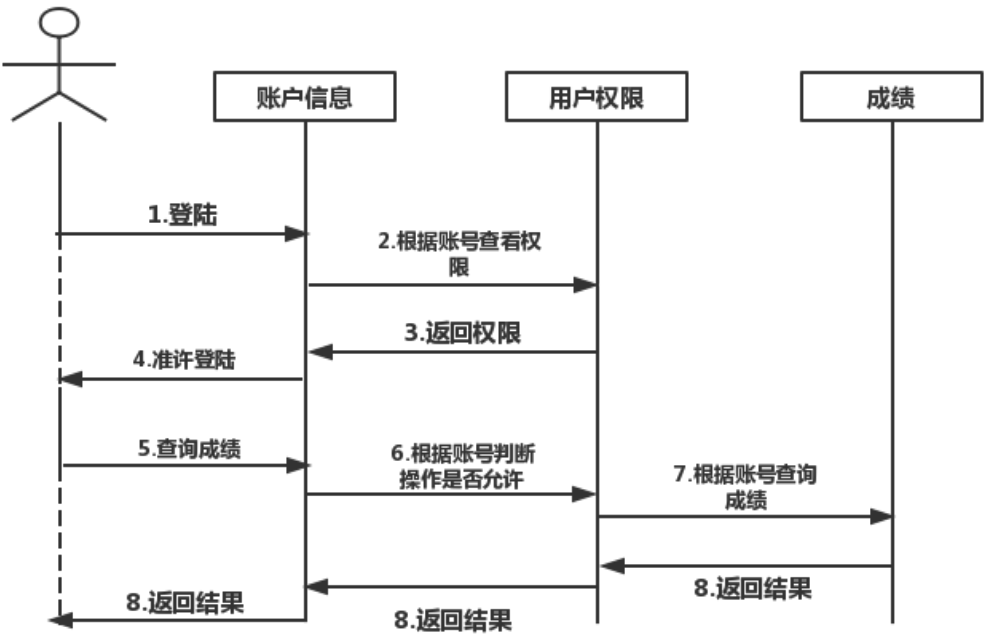 账户信息
用户权限
成绩
1.登陆
2.根据账号查看权
限
3.返回权限
4.准许登陆
5.查询成绩
6.根据账号判断
操作是否允许
7.根据账号查询
成绩
8.返回结果
8.返回结果
8.返回结果